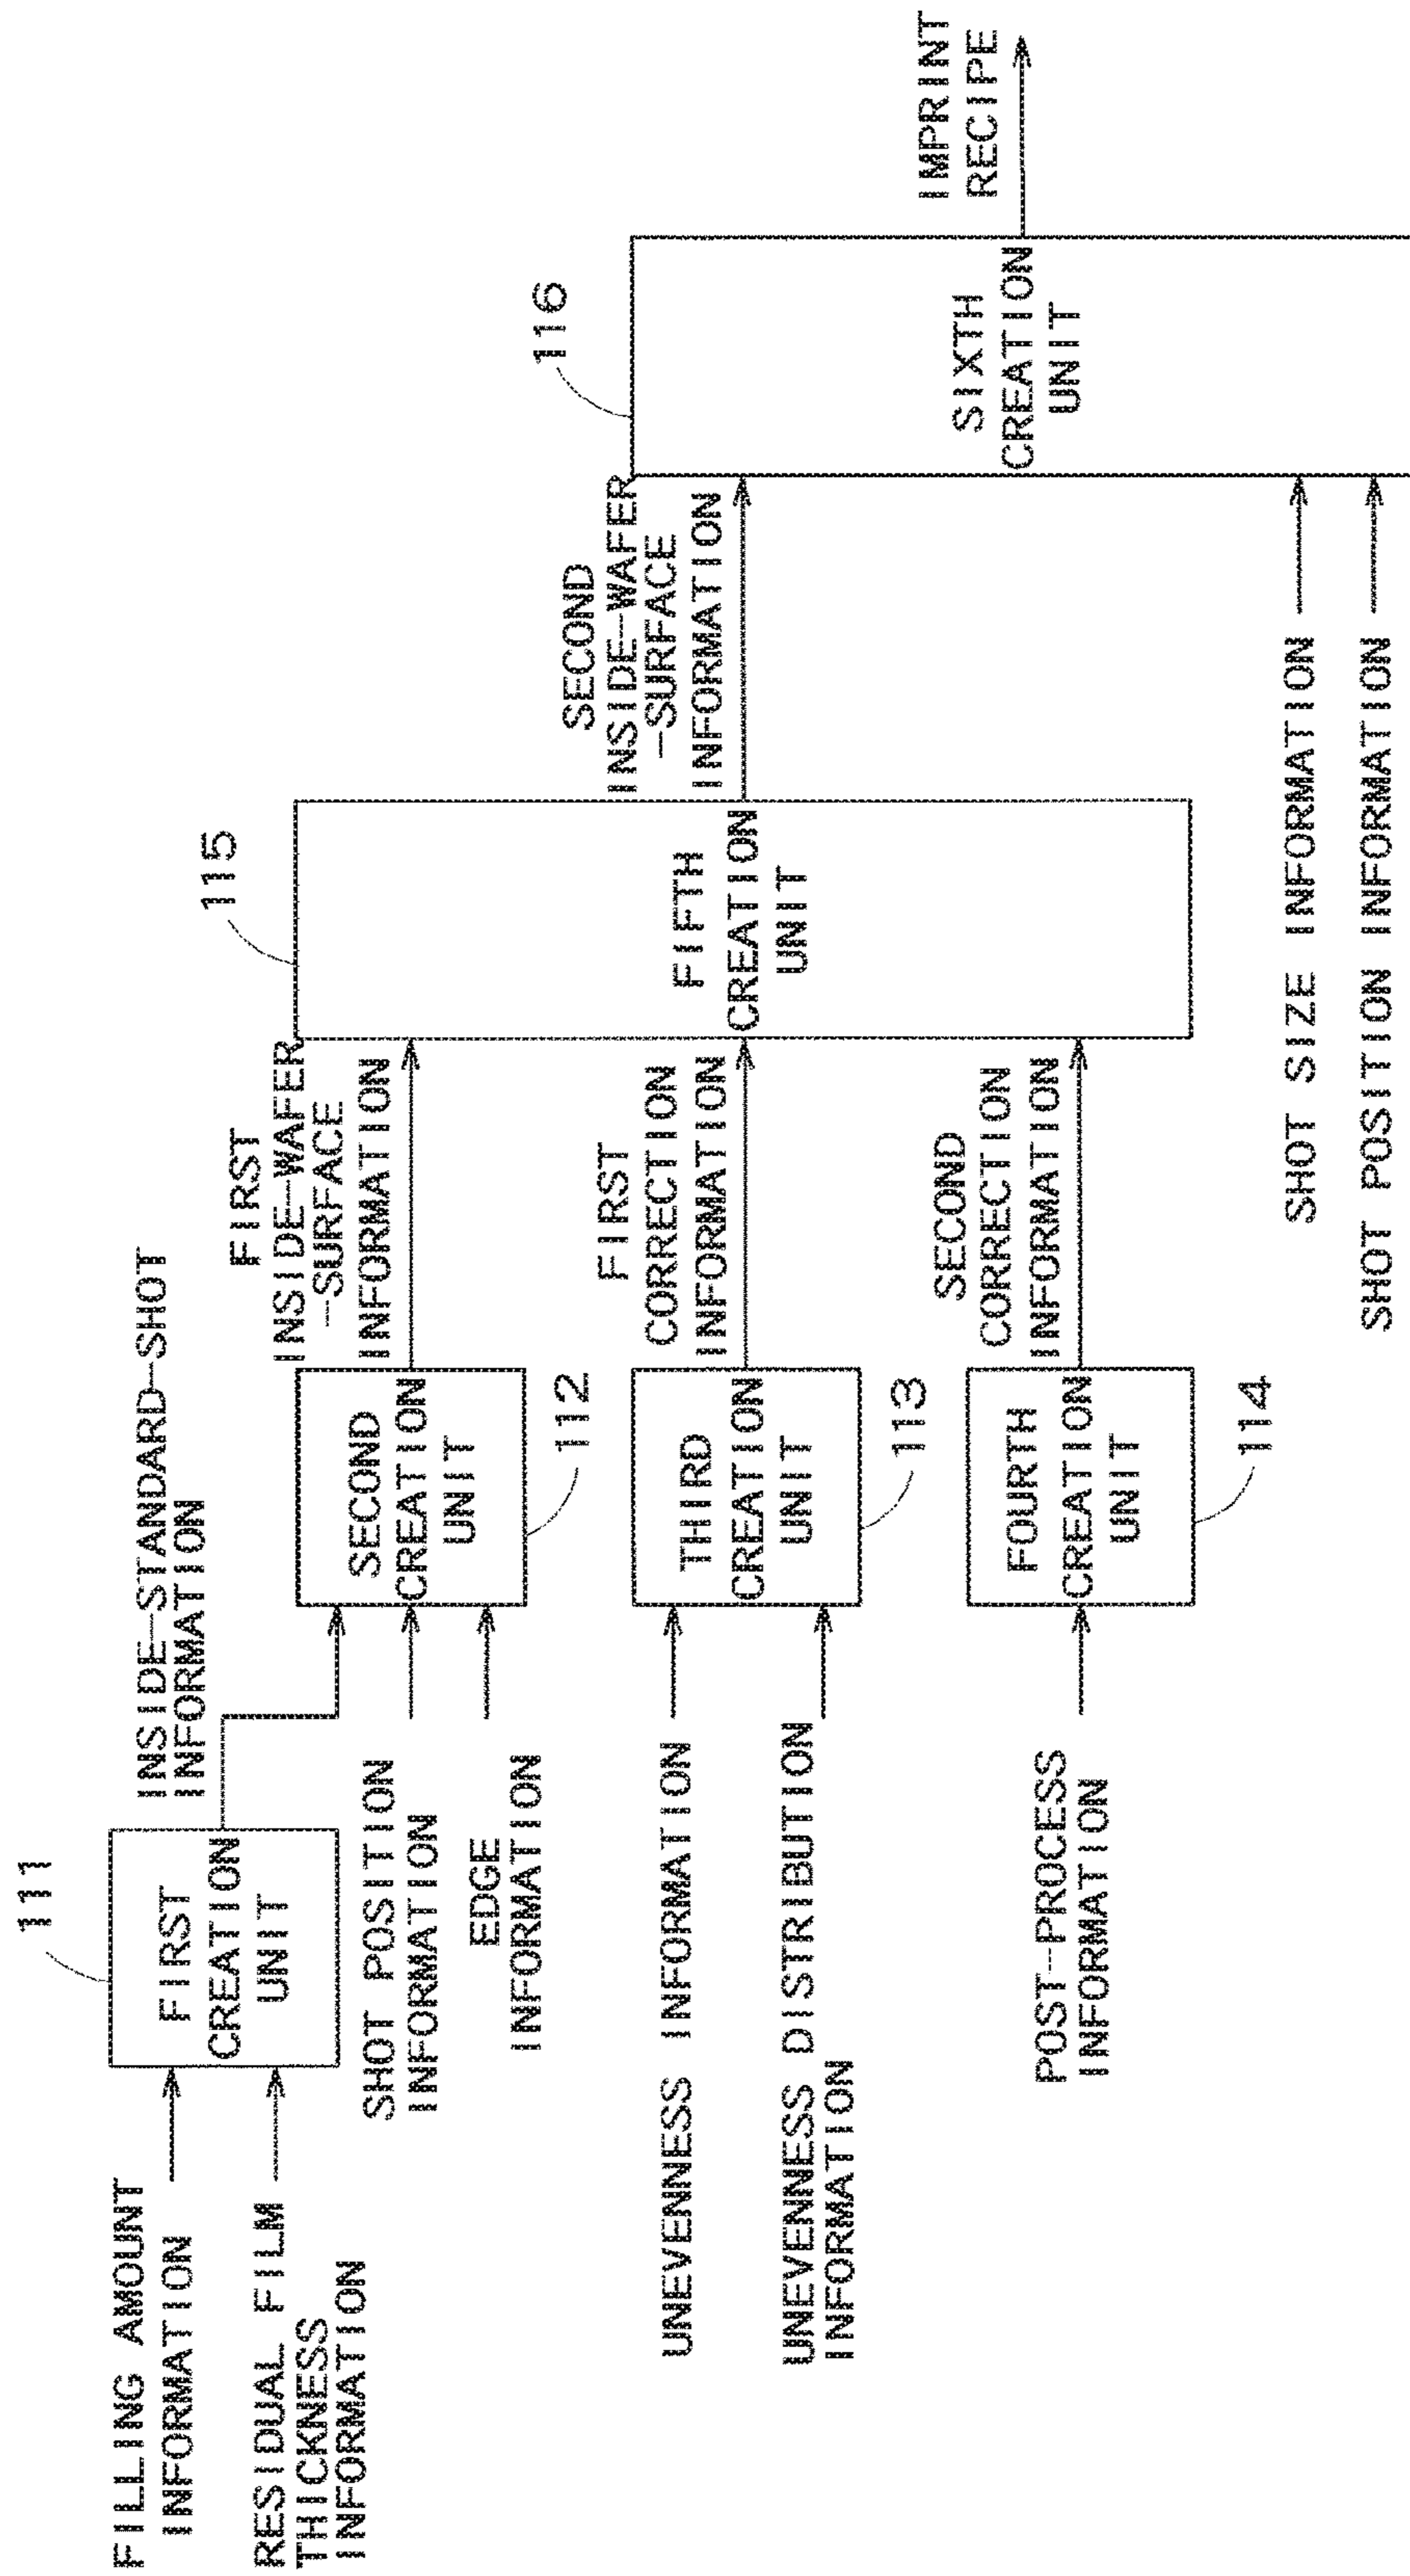 111
FILLING AMOUNT
INFORMATION
RESIDUAL FILM
THICKNESS
INFORMATION
FIRST
CREATION
UNIT
INSIDE-STANDARD-SHOT
INFORMATION
SHOT POSITION
INFORMATION
EDGE
INFORMATION
SECOND
CREATION
UNIT
112
FIRST
INSIDE-WAFER
-SURFACE
INFORMATION
UNEVENNESS INFORMATION
UNEVENNESS DISTRIBUTION
INFORMATION
THIRD
CREATION
UNIT
113
FIRST
CORRECTION
INFORMATION
POST-PROCESS
INFORMATION
FOURTH
CREATION
UNIT
114
SECOND
CORRECTION
INFORMATION
115
FIFTH
CREATION
UNIT
SECOND
INSIDE-WAFER
-SURFACE
INFORMATION
SHOT SIZE INFORMATION
SHOT POSITION INFORMATION
116
SIXTH
CREATION
UNIT
IMPRINT
RECIPE